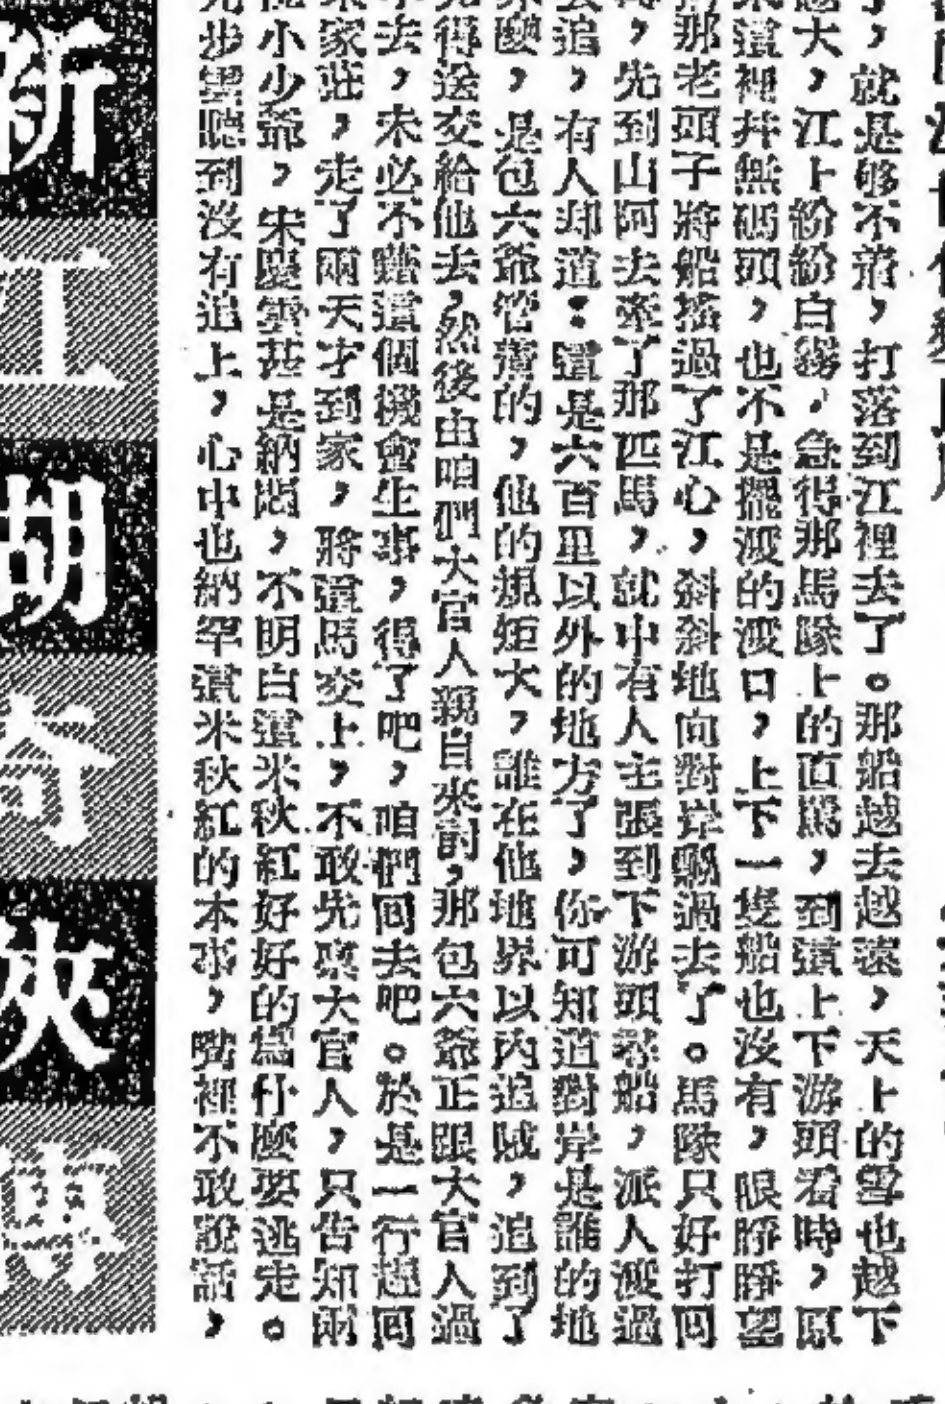 了，就是够不着，打落到江裡去了。那船越去越遠，天上的雪也越下
越大，江上紛紛白霧，急得那馬隊上的直罵，到這上下游頭看時，原
來這裡幷無碼頭，也不是擺渡的渡口，上下一隻船也沒有，眼睜睜望
那老頭子將船搖過了江心，斜斜地向對岸飄過去了。馬隊只好打回
，先到山阿去牽了那匹馬，就中有人主張到下游頭尋船，派人渡過
去追，有人却道：這是六百里以外的地方了，你可知道對岸是誰的地
界麼，是包六爺管着的，他的規矩大，誰在他地界以內追賊，追到了
得送交給他去，然後由咱們大官人親自來討，那包六爺正跟大官人過
不去，未必不趁這個機會生事，得了吧，咱們回去吧。於是一行趕回
家莊，走了兩天才到家，將這馬交上，不敢先稟大官人，只告知兩
小少爺，宋慶雲甚是納悶，不明白這米秋紅好好的爲什麼要逃走。
步雲聽到沒有追上，心中也納罕這米秋紅的本事，嘴裡不敢說話，
新江湖奇俠傳